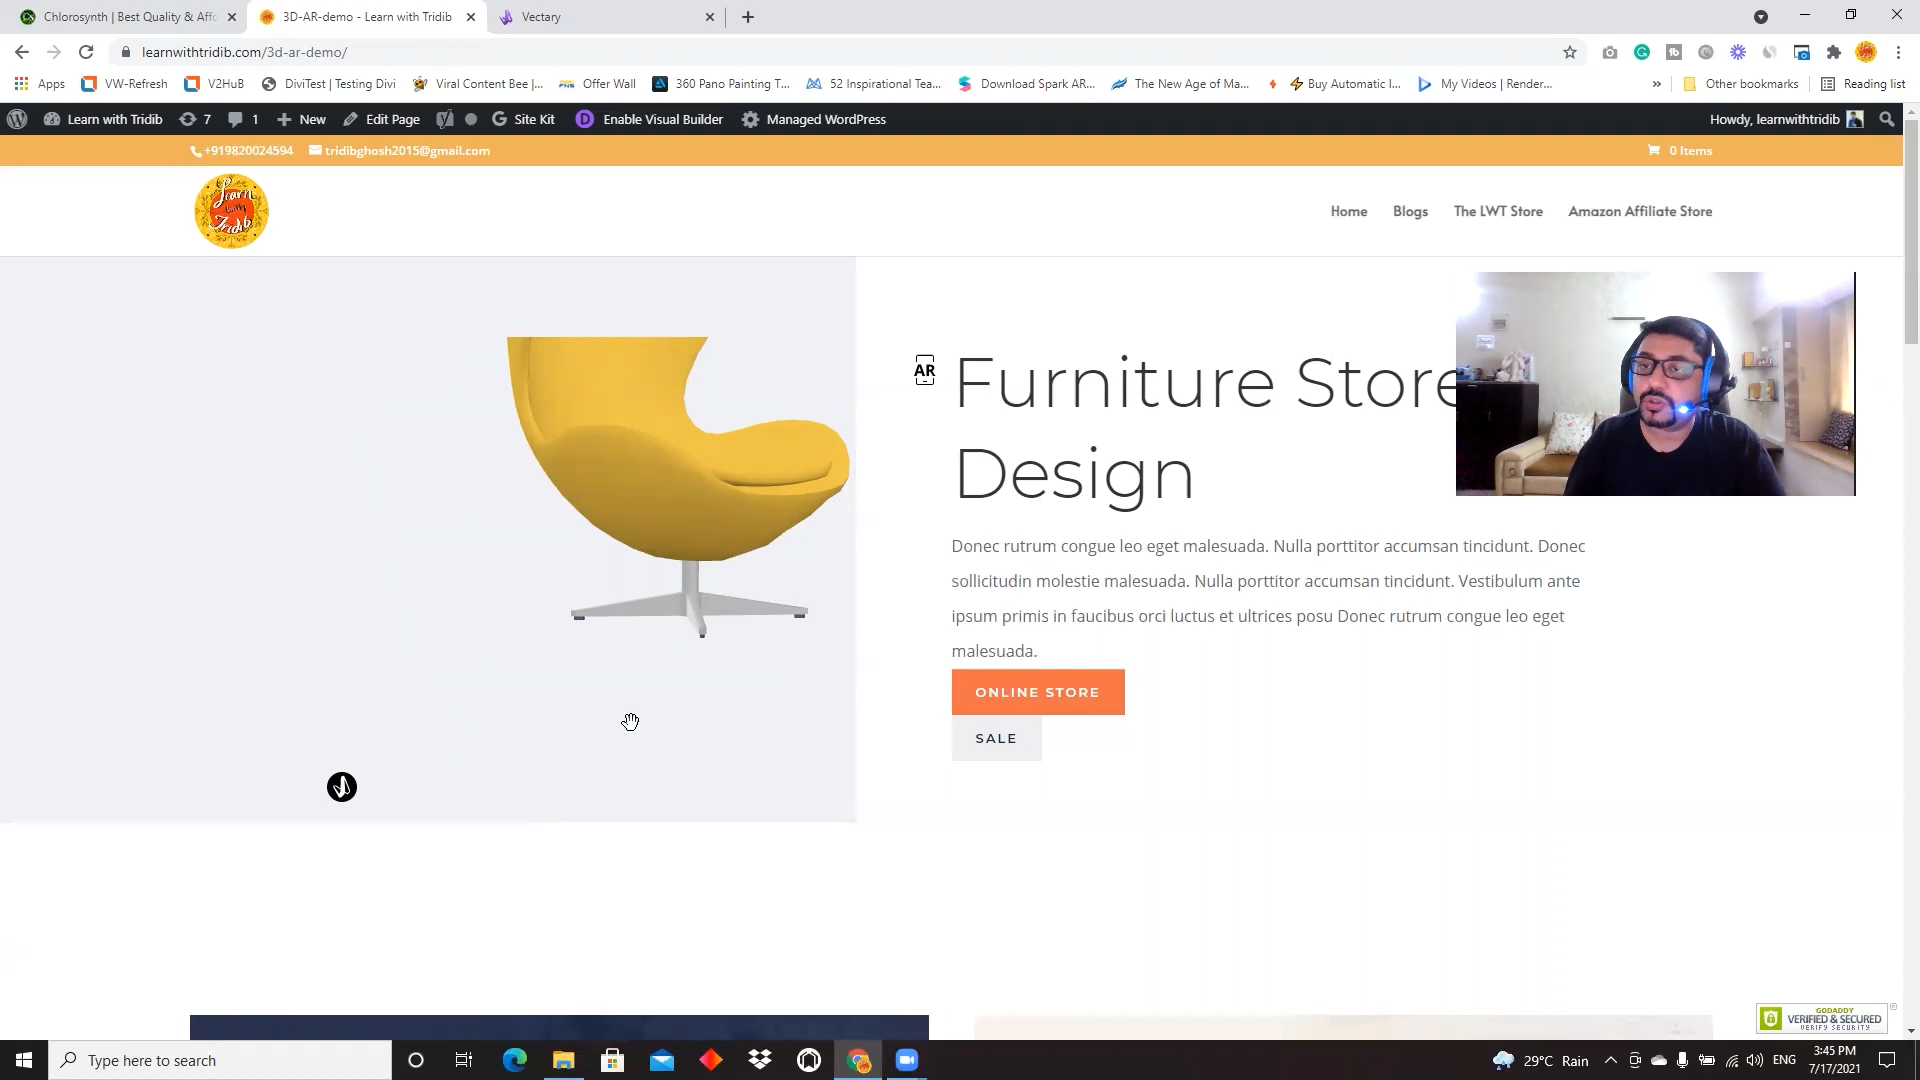 Chlorosynth | Best Quality & Affo
3D-AR-demo - Learn with Tridib
Vectary
learnwithtridib.com/3d-ar-demo/
Apps
VW-Refresh
V2HuB
DiviTest | Testing Divi
Viral Content Bee |...
Offer Wall
360 Pano Painting T...
52 Inspirational Tea...
Download Spark AR...
The New Age of Ma...
Buy Automatic I...
My Videos | Render...
»
Other bookmarks
Reading list
Learn with Tridib
7
1
New
Edit Page
Site Kit
Enable Visual Builder
Managed WordPress
Howdy, learnwithtridib
+919820024594
tridibghosh2015@gmail.com
0 Items
Learn
with
Tridib
Home
Blogs
The LWT Store
Amazon Affiliate Store
AR
Furniture Store
Design
Donec rutrum congue leo eget malesuada. Nulla porttitor accumsan tincidunt. Donec
sollicitudin molestie malesuada. Nulla porttitor accumsan tincidunt. Vestibulum ante
ipsum primis in faucibus orci luctus et ultrices posu Donec rutrum congue leo eget
malesuada.
ONLINE STORE
SALE
GODADDY
VERIFIED & SECURED
VERIFY SECURITY
Type here to search
29°C Rain
ENG
3:45 PM
7/17/2021